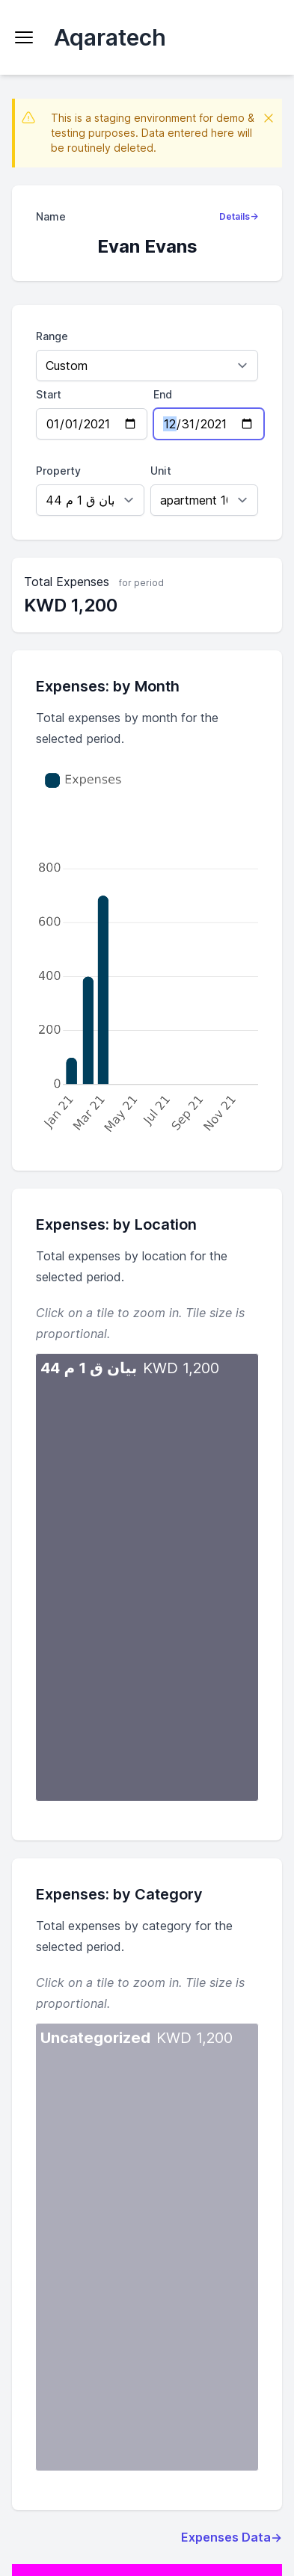 Aqaratech
This is a staging environment for demo &
testing purposes. Data entered here will
be routinely deleted.
Name
Details→
Evan Evans
Range
Custom
Start
End
01/01/2021
12/31/2021
Property
Unit
بيان ق 1 م 44
apartment
Total Expenses for period
KWD 1,200
Expenses: by Month
Total expenses by month for the
selected period.
Expenses
800
600
400
200
0
Jan 21
Mar 21
May 21
Jul 21
Sep 21
Nov 21
Expenses: by Location
Total expenses by location for the
selected period.
Click on a tile to zoom in. Tile size is
proportional.
بيان ق 1 م 44 KWD 1,200
Expenses: by Category
Total expenses by category for the
selected period.
Click on a tile to zoom in. Tile size is
proportional.
Uncategorized KWD 1,200
Expenses Data→